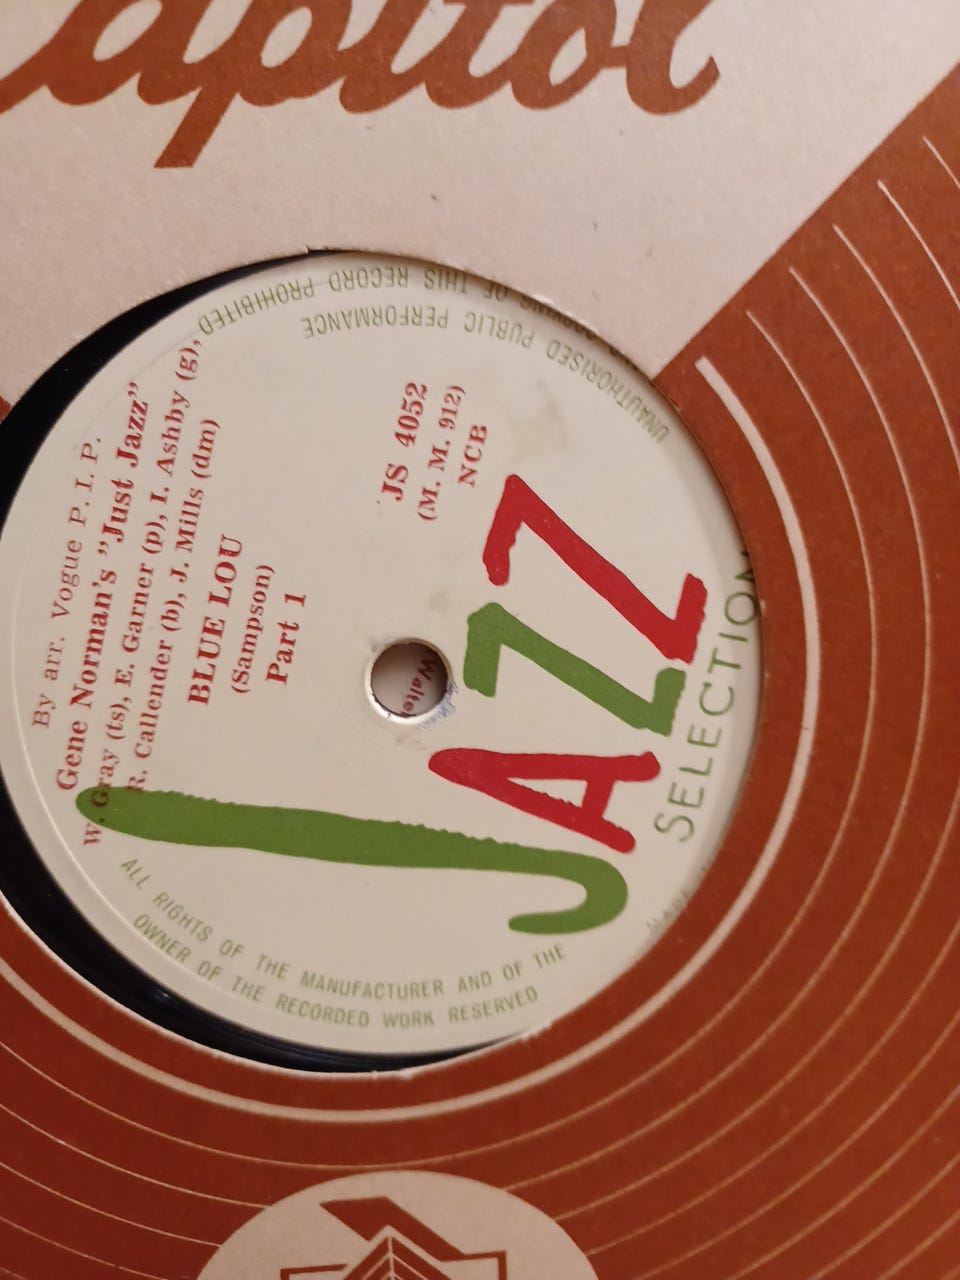 Capitol
UNAUTHORISED PUBLIC PERFORMANCE
COPYING OF THIS RECORD PROHIBITED
By arr. Vogue P. I. P.
Gene Norman's "Just Jazz"
W. Gray (ts), E. Garner (p), I. Ashby (g),
R. Callender (b), J. Mills (dm)
BLUE LOU
(Sampson)
Part 1
JS 4052
(M. M. 912)
NCB
JAZZ
SELECTION
ALL RIGHTS OF THE MANUFACTURER AND OF THE
OWNER OF THE RECORDED WORK RESERVED